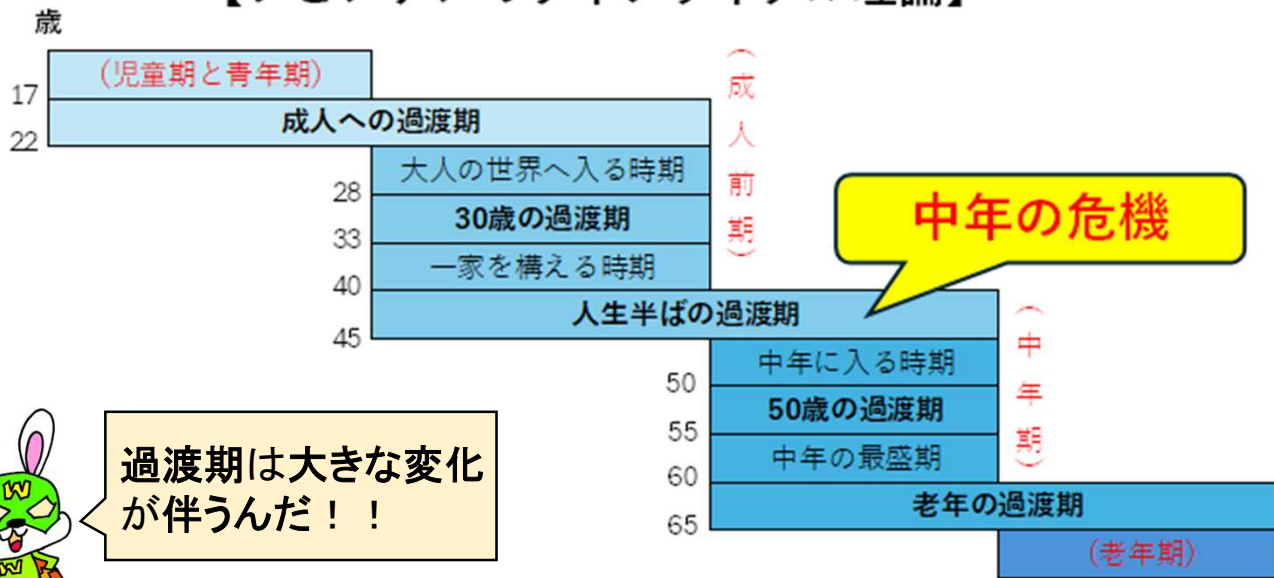 歳
(児童期と青年期)
17
成人への過渡期
22
大人の世界へ入る時期
28
30歳の過渡期
33
一家を構える時期
40
人生半ばの過渡期
45
中年に入る時期
50
50歳の過渡期
55
中年の最盛期
60
老年の過渡期
65
(老年期)
(成人前期)
(中年期)
中年の危機
過渡期は大きな変化
が伴うんだ！！
W
W